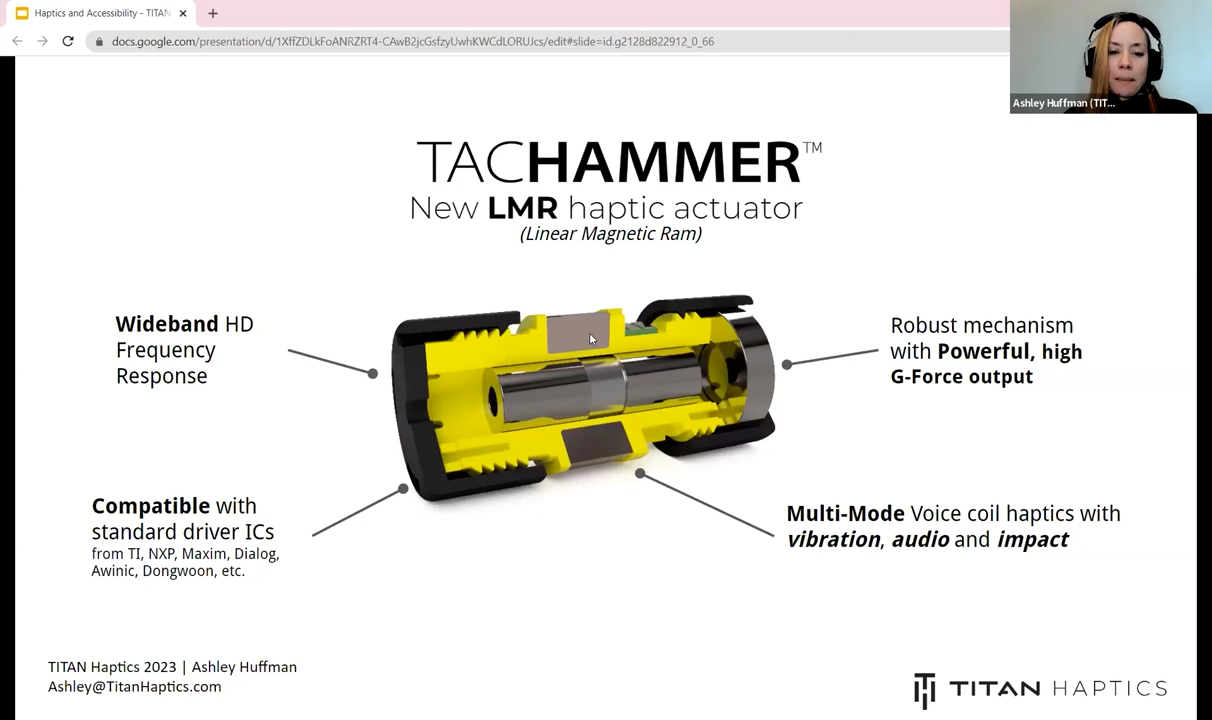 Haptics and Accessibility - TITAN
docs.google.com/presentation/d/1XffZDLkFoANRZRT4-CAwB2jcGsfzyUwhKWCdLORUJcs/edit#slide=id.g2128d822912_0_66
Ashley Huffman (TIT...
TACHAMMER™
New LMR haptic actuator
(Linear Magnetic Ram)
Wideband HD
Frequency
Response
Robust mechanism
with Powerful, high
G-Force output
Compatible with
standard driver ICs
from TI, NXP, Maxim, Dialog,
Awinic, Dongwoon, etc.
Multi-Mode Voice coil haptics with
vibration, audio and impact
TITAN Haptics 2023 | Ashley Huffman
Ashley@TitanHaptics.com
TITAN HAPTICS